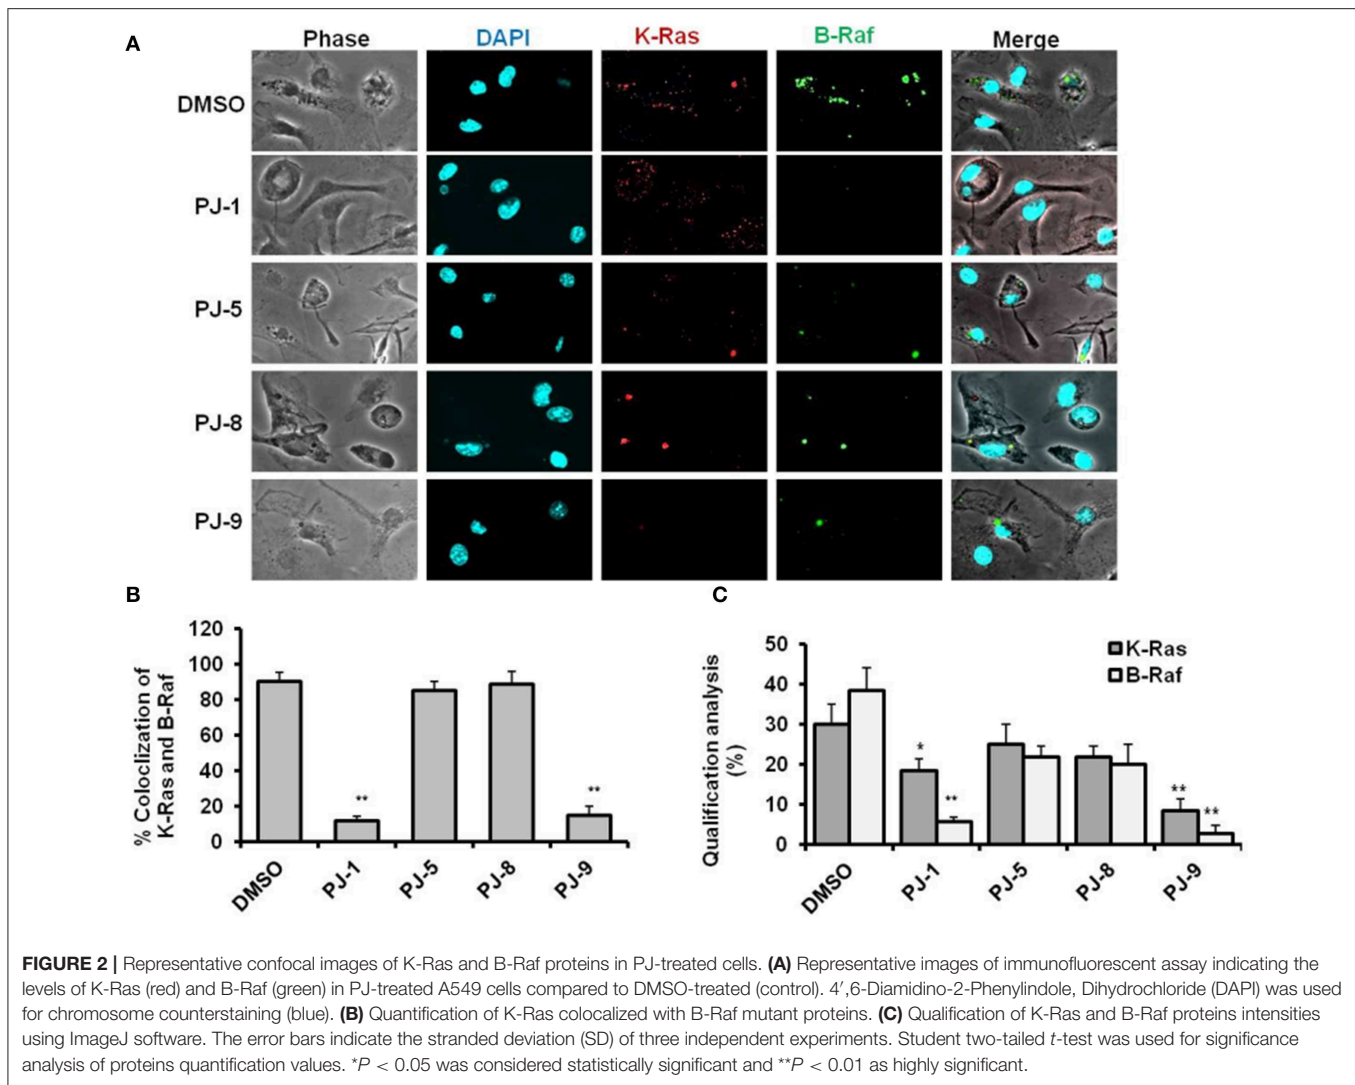 A
Phase DAPI K-Ras B-Raf Merge
DMSO
PJ-1
PJ-5
PJ-8
PJ-9
B
% Coloclization of
K-Ras and B-Raf
120
100
80
60
40
20
0
**
**
DMSO PJ-1 PJ-5 PJ-8 PJ-9
C
Qualification analysis
(%)
50
40
30
20
10
0
K-Ras
B-Raf
*
**
**
**
DMSO PJ-1 PJ-5 PJ-8 PJ-9
FIGURE 2 | Representative confocal images of K-Ras and B-Raf proteins in PJ-treated cells. (A) Representative images of immunofluorescent assay indicating the
levels of K-Ras (red) and B-Raf (green) in PJ-treated A549 cells compared to DMSO-treated (control). 4′,6-Diamidino-2-Phenylindole, Dihydrochloride (DAPI) was used
for chromosome counterstaining (blue). (B) Quantification of K-Ras colocalized with B-Raf mutant proteins. (C) Qualification of K-Ras and B-Raf proteins intensities
using ImageJ software. The error bars indicate the stranded deviation (SD) of three independent experiments. Student two-tailed t-test was used for significance
analysis of proteins quantification values. *P < 0.05 was considered statistically significant and **P < 0.01 as highly significant.